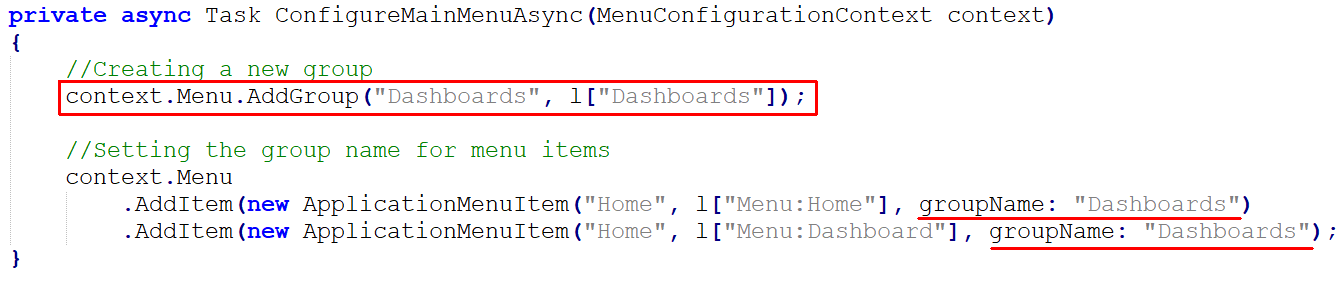 private async Task ConfigureMainMenuAsync(MenuConfigurationContext context)
{
//Creating a new group
context.Menu.AddGroup("Dashboards", l["Dashboards"]);
//Setting the group name for menu items
context.Menu
.AddItem(new ApplicationMenuItem("Home", l["Menu:Home"], groupName: "Dashboards")
.AddItem(new ApplicationMenuItem("Home", l["Menu:Dashboard"], groupName: "Dashboards");
}